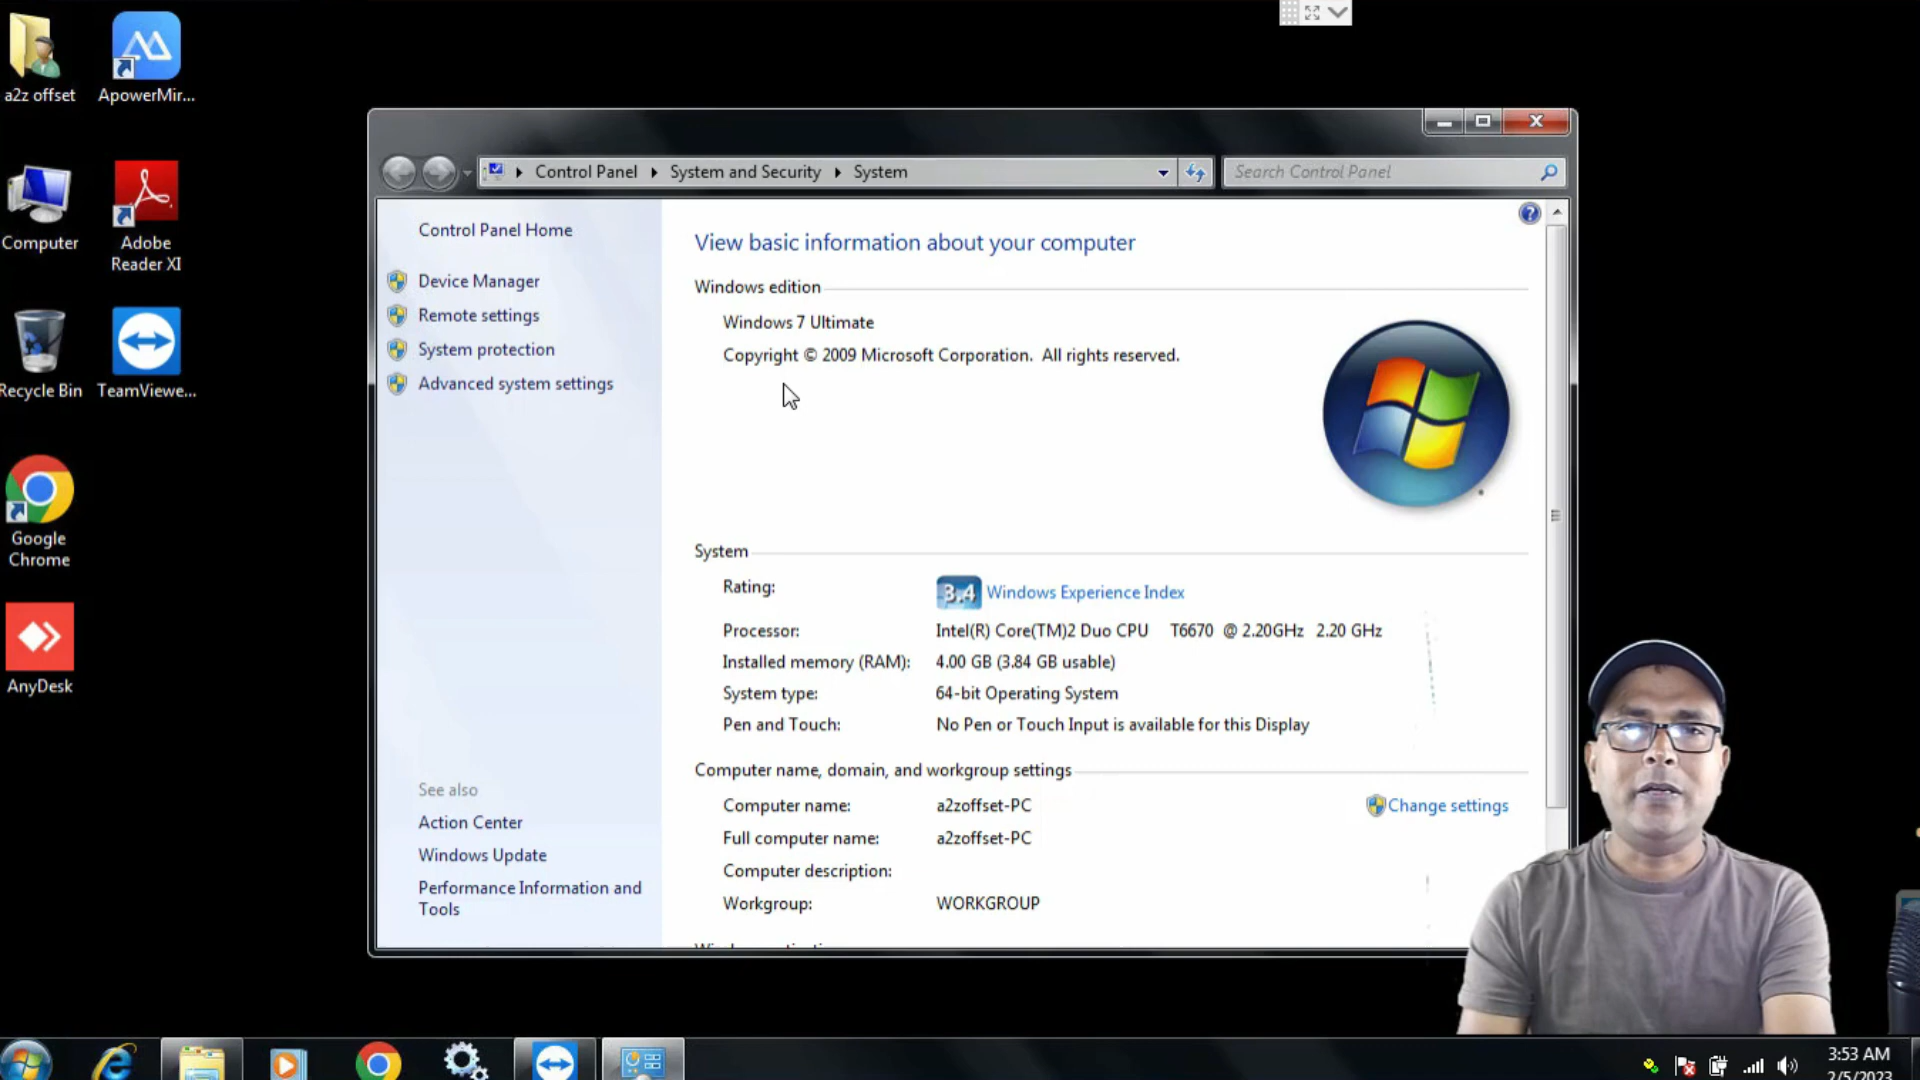 a2z offset
ApowerMir...
Computer
Adobe
Reader XI
Recycle Bin
TeamViewe...
Google
Chrome
AnyDesk
Control Panel
System and Security
System
Search Control Panel
Control Panel Home
Device Manager
Remote settings
System protection
Advanced system settings
See also
Action Center
Windows Update
Performance Information and
Tools
View basic information about your computer
Windows edition
Windows 7 Ultimate
Copyright © 2009 Microsoft Corporation. All rights reserved.
System
Rating:
3.4 Windows Experience Index
Processor:
Intel(R) Core(TM)2 Duo CPU T6670 @ 2.20GHz 2.20 GHz
Installed memory (RAM):
4.00 GB (3.84 GB usable)
System type:
64-bit Operating System
Pen and Touch:
No Pen or Touch Input is available for this Display
Computer name, domain, and workgroup settings
Computer name:
a2zoffset-PC
Change settings
Full computer name:
a2zoffset-PC
Computer description:
Workgroup:
WORKGROUP
3:53 AM
2/5/2023